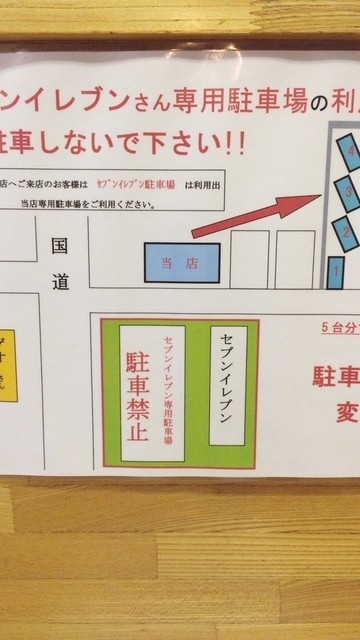 ンイレブンさん専用駐車場の利
車しないで下さい!!
店へご来店のお客様は セブンイレブン駐車場 は利用出
当店専用駐車場をご利用ください。
国道
当店
4
3
2
1
5台分
駐車
変
さん
セブンイレブン
セブンイレブン専用駐車場
駐車禁止